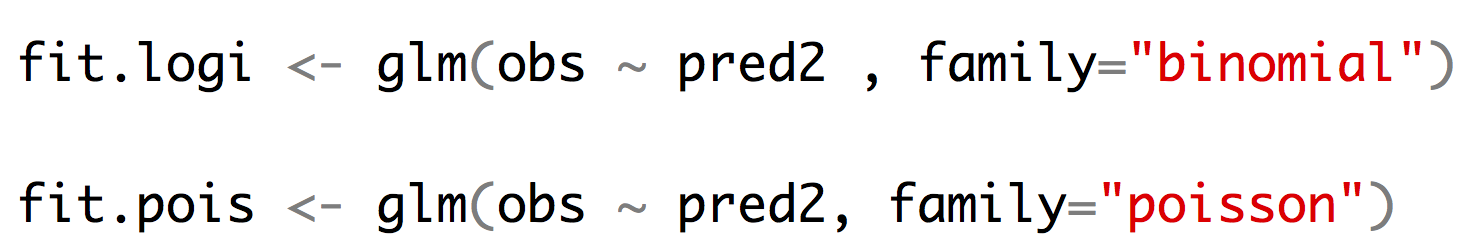 fit.logi <- glm(obs ~ pred2 , family="binomial")
fit.pois <- glm(obs ~ pred2, family="poisson")